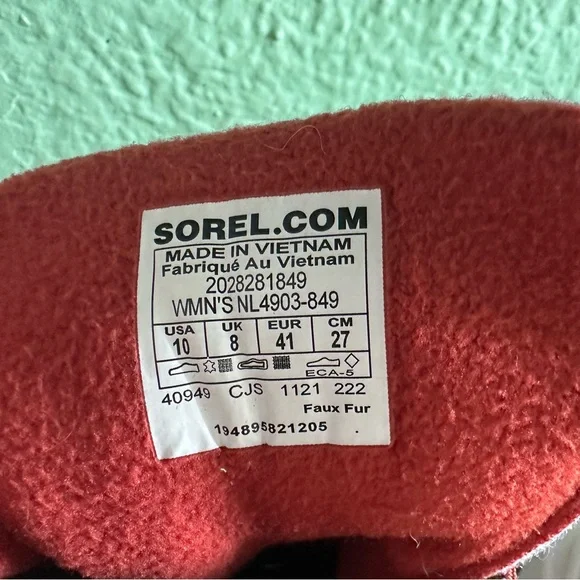 SOREL.COM
MADE IN VIETNAM
Fabriqué Au Vietnam
2028281849
WMN'S NL4903-849
USA UK EUR CM
10 8 41 27
ECA-5
40949 CJS 1121 222
Faux Fur
194895821205